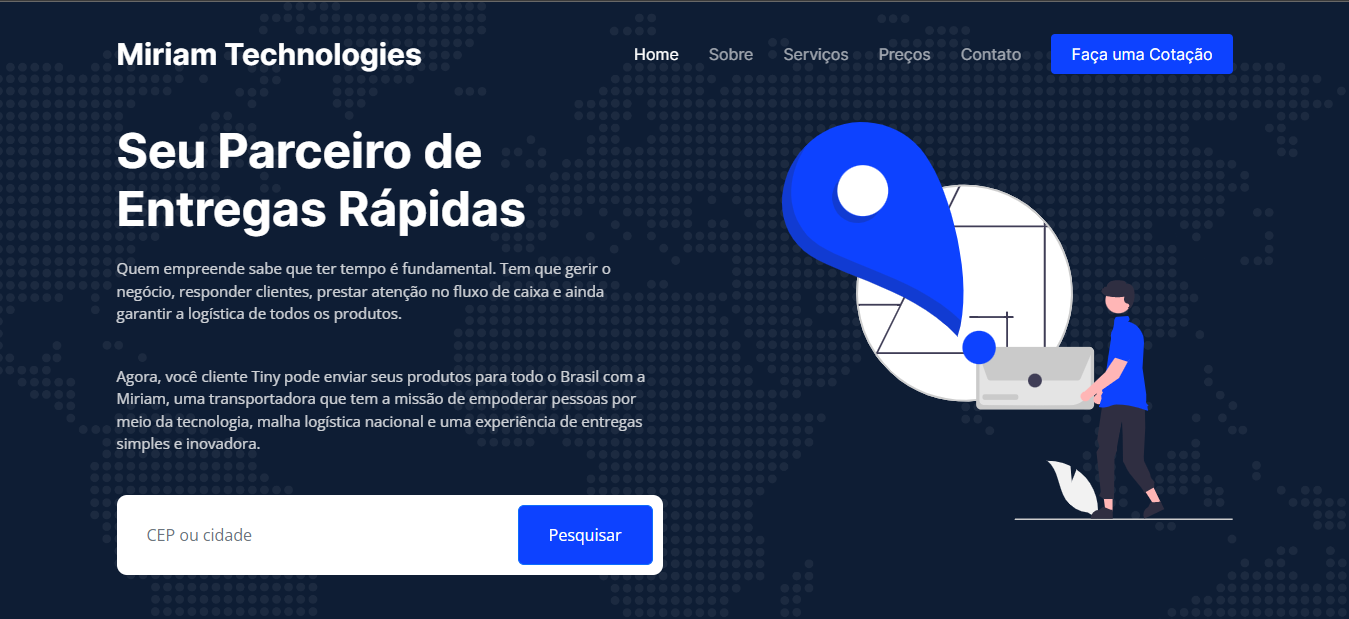 Miriam Technologies
Home Sobre Serviços Preços Contato Faça uma Cotação
Seu Parceiro de
Entregas Rápidas
Quem empreende sabe que ter tempo é fundamental. Tem que gerir o
negócio, responder clientes, prestar atenção no fluxo de caixa e ainda
garantir a logística de todos os produtos.
Agora, você cliente Tiny pode enviar seus produtos para todo o Brasil com a
Miriam, uma transportadora que tem a missão de empoderar pessoas por
meio da tecnologia, malha logística nacional e uma experiência de entregas
simples e inovadora.
CEP ou cidade Pesquisar